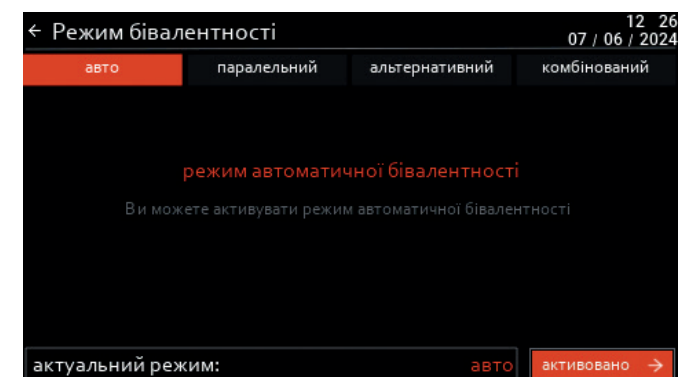 ← Режим бівалентності
12 26
07 / 06 / 2024
авто паралельний альтернативний комбінований
режим автоматичної бівалентності
Ви можете активувати режим автоматичної бівалентності
актуальний режим: авто активовано →